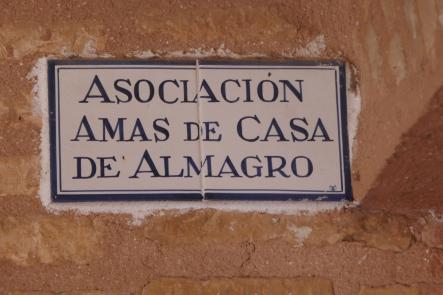 ASOCIACIÓN
AMAS DE CASA
DE ALMAGRO